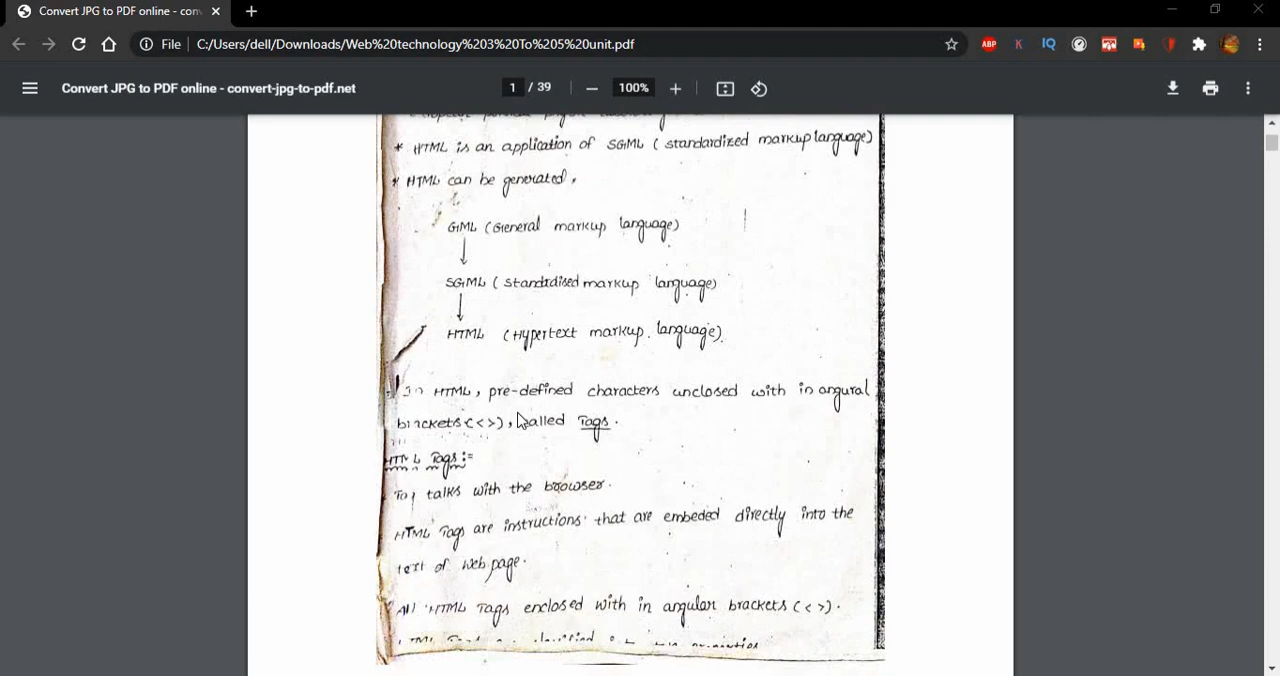 Convert JPG to PDF online - con
File C:/Users/dell/Downloads/Web%20technology%203%20To%205%20unit.pdf
ABP K IQ
Convert JPG to PDF online - convert-jpg-to-pdf.net 1 / 39 100%
* HTML is an application of SGML ( standardized markup language)
* HTML can be generated,
GML (General markup language)
SGML ( standrdised markup language)
HTML (Hypertext markup. language).
In HTML, pre-defined characters unclosed with in angural
brackets(<>), called Tags.
HTML Tags:=
talks with the browser.
HTML Tags are instructions that are embeded directly into the
text of web page.
All HTML Tags enclosed with in angular brackets (<>).